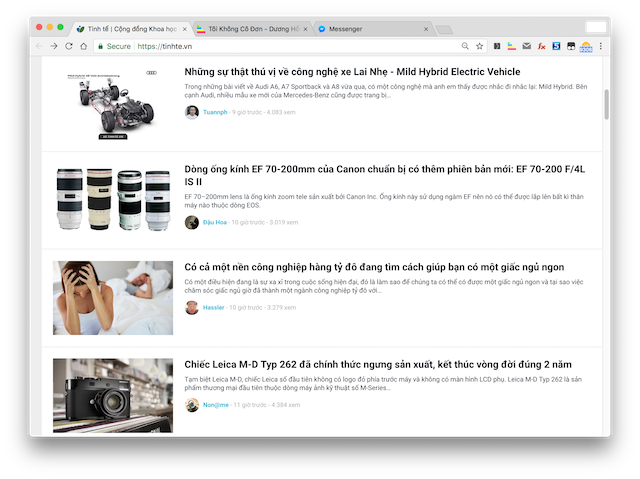 Tinh tế | Cộng đồng Khoa học
Tôi Không Cô Đơn - Dương Hồ
Messenger
Secure
https://tinhte.vn
Những sự thật thú vị về công nghệ xe Lai Nhẹ - Mild Hybrid Electric Vehicle
Trong những bài viết về Audi A6, A7 Sportback và A8 vừa qua, có một công nghệ mà anh em thấy được nhắc đi nhắc lại: Mild Hybrid. Bên
cạnh Audi, nhiều mẫu xe mới của Mercedes-Benz cũng được trang bị...
Tuannph - 9 giờ trước - 4.083 xem
Dòng ống kính EF 70-200mm của Canon chuẩn bị có thêm phiên bản mới: EF 70-200 F/4L
IS II
EF 70–200mm lens là ống kính zoom tele sản xuất bởi Canon Inc. Ống kính này sử dụng ngàm EF nên nó có thể được lắp lên bất kì thân
máy nào thuộc dòng EOS.
Đậu Hoa - 10 giờ trước - 3.019 xem
Có cả một nền công nghiệp hàng tỷ đô đang tìm cách giúp bạn có một giấc ngủ ngon
Có một điều hiện đang là sự xa xỉ trong cuộc sống hiện đại, đó là làm sao để chúng ta có thể có được một giấc ngủ ngon và tại sao việc
chăm sóc giấc ngủ giờ đã thành một ngành công nghiệp tỷ đô với...
Hassler - 10 giờ trước - 3.279 xem
Chiếc Leica M-D Typ 262 đã chính thức ngưng sản xuất, kết thúc vòng đời đúng 2 năm
Tạm biệt Leica M-D, chiếc Leica số đầu tiên không có logo đỏ phía trước máy và không có màn hình LCD phụ. Leica M-D Typ 262 là sản
phẩm thương mại đầu tiên thuộc dòng máy ảnh kỹ thuật số M-Series...
Non@me - 11 giờ trước - 4.384 xem